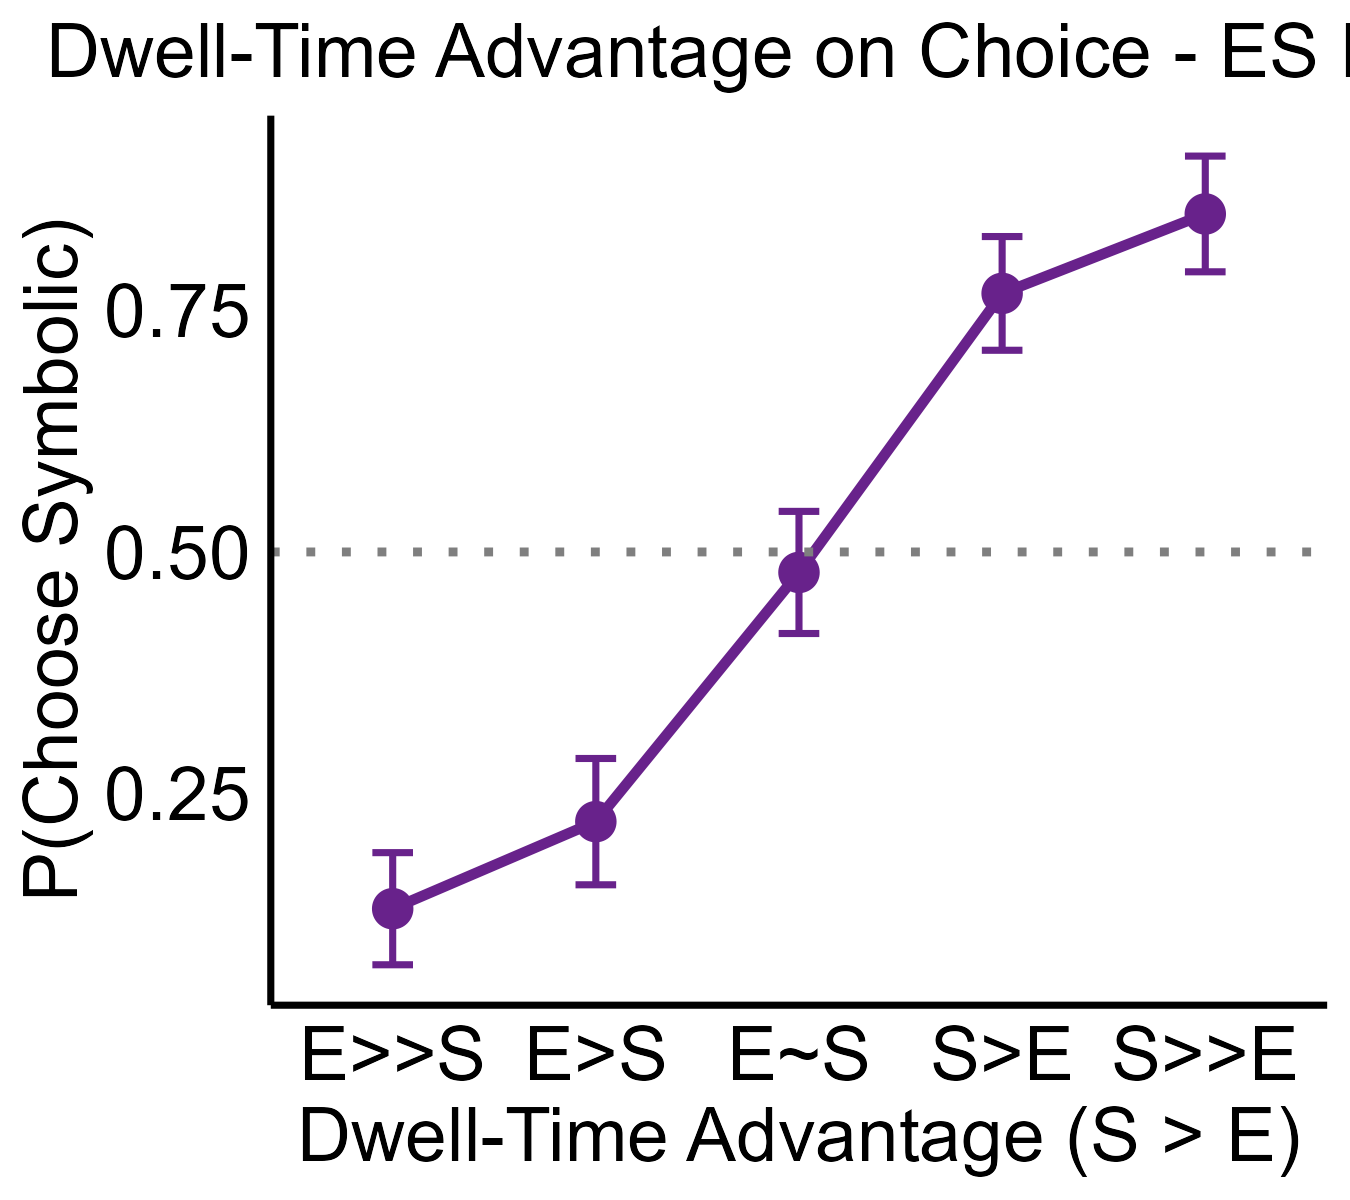 Dwell-Time Advantage on Choice - ES
P(Choose Symbolic)
0.75
0.50
0.25
E>>S E>S E~S S>E S>>E
Dwell-Time Advantage (S > E)